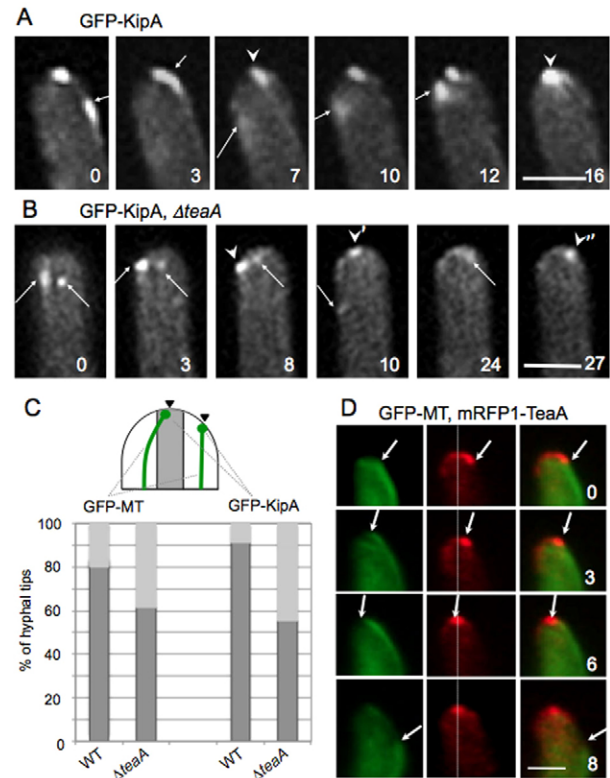 A
GFP-KipA
0
3
7
10
12
16
B
GFP-KipA, ΔteaA
0
3
8
10
24
27
C
GFP-MT
GFP-KipA
% of hyphal tips
100
80
60
40
20
0
WT
ΔteaA
WT
ΔteaA
D
GFP-MT, mRFP1-TeaA
0
3
6
8